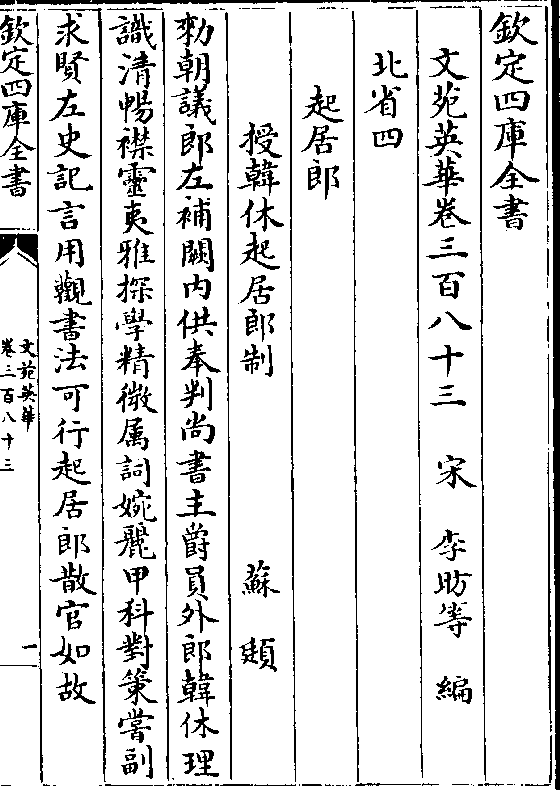 欽定四庫全書
文苑英華卷三百八十三　宋　李昉等　編
北省四
起居郎
授韓休起居郎制　蘇頲
勑朝議郎左補闕内供奉判尚書主爵員外郎韓休理
識清暢襟靈夷雅探學精微属詞婉麗甲科對策嘗副
求賢左史記言用觀書法可行起居郎散官如故
欽定四庫全書
文苑英華
卷三百八十三
一